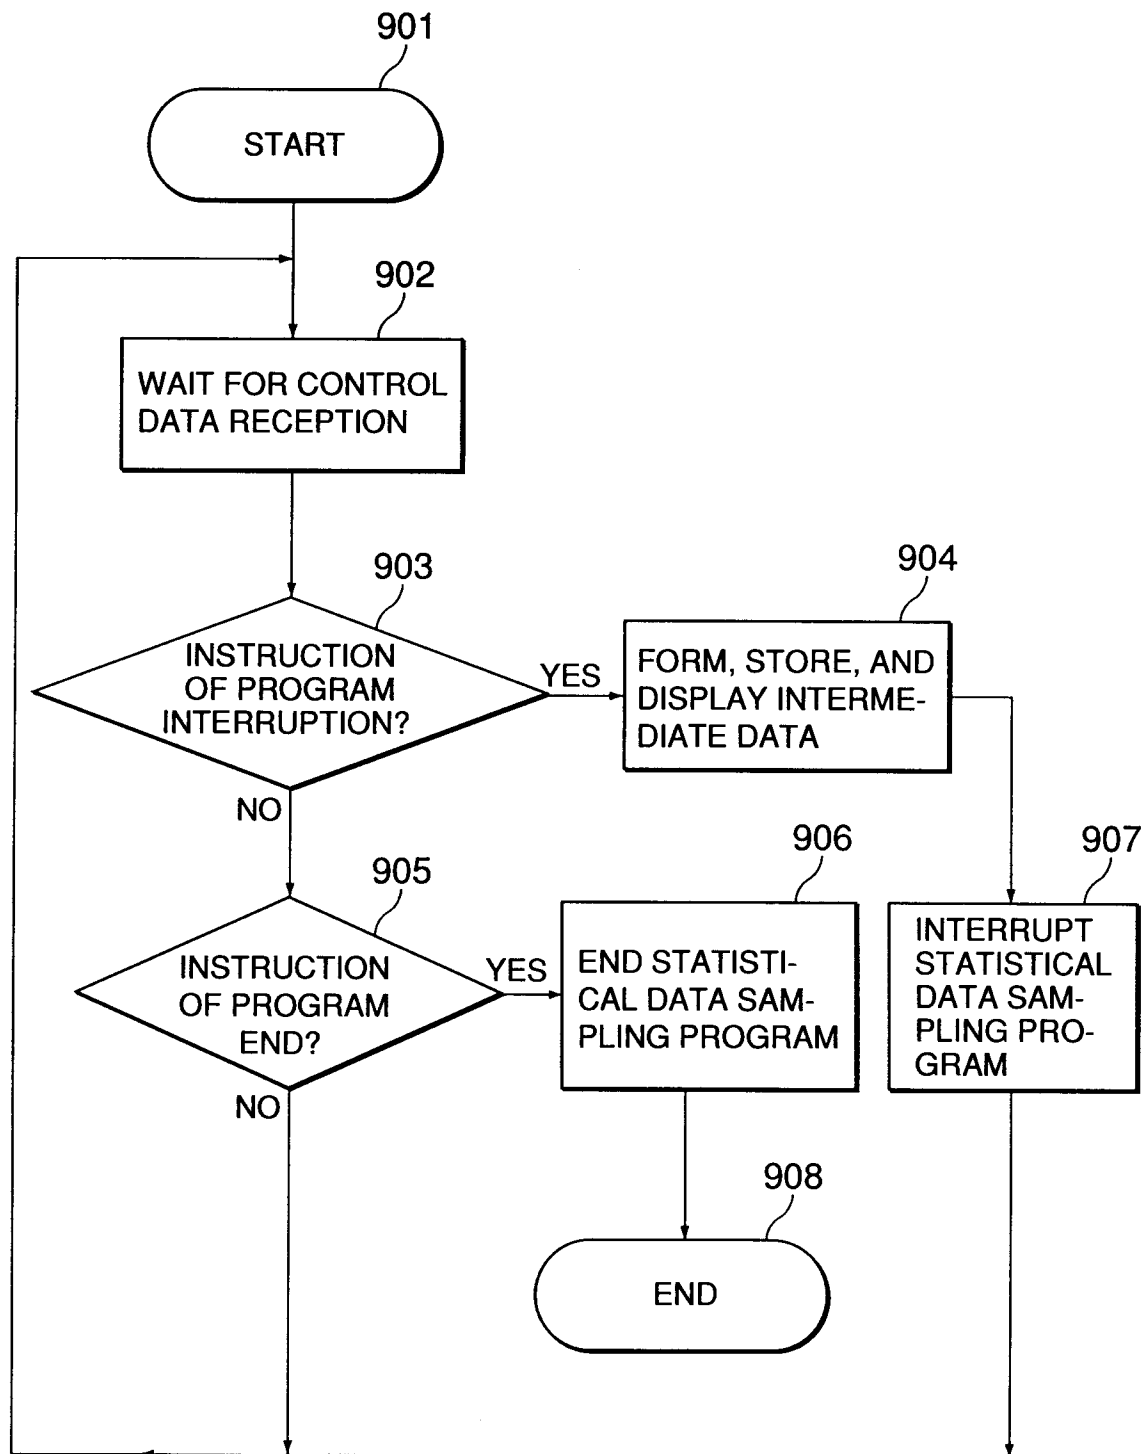 901
START
902
WAIT FOR CONTROL
DATA RECEPTION
903
INSTRUCTION
OF PROGRAM
INTERRUPTION?
YES
NO
904
FORM, STORE, AND
DISPLAY INTERME-
DIATE DATA
905
INSTRUCTION
OF PROGRAM
END?
YES
NO
906
END STATISTI-
CAL DATA SAM-
PLING PROGRAM
907
INTERRUPT
STATISTICAL
DATA SAM-
PLING PRO-
GRAM
908
END